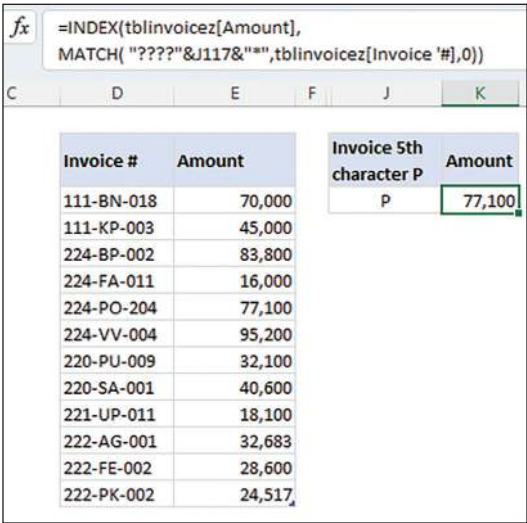 fx =INDEX(tblinvoicez[Amount],
MATCH( "????"&J117&"*",tblinvoicez[Invoice '#],0))
C D E F J K
Invoice # Amount
111-BN-018 70,000
111-KP-003 45,000
224-BP-002 83,800
224-FA-011 16,000
224-PO-204 77,100
224-VV-004 95,200
220-PU-009 32,100
220-SA-001 40,600
221-UP-011 18,100
222-AG-001 32,683
222-FE-002 28,600
222-PK-002 24,517
Invoice 5th
character P
Amount
P 77,100